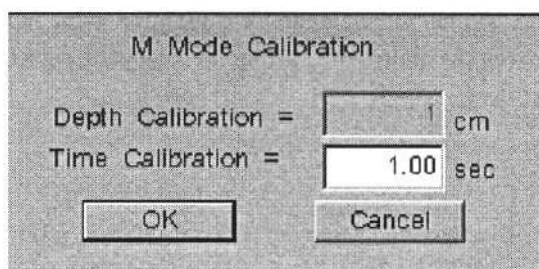 M Mode Calibration
Depth Calibration = 1 cm
Time Calibration = 1.00 sec
OK Cancel